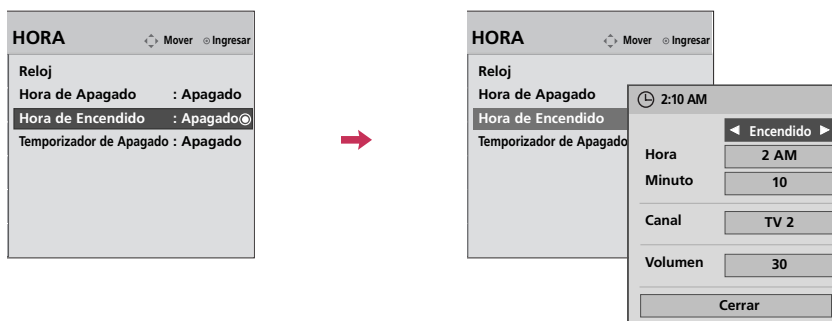 HORA Mover Ingresar
Reloj
Hora de Apagado : Apagado
Hora de Encendido : Apagado
Temporizador de Apagado : Apagado
HORA Mover Ingresar
Reloj
Hora de Apagado
Hora de Encendido
Temporizador de Apagado
2:10 AM
◄ Encendido ►
Hora 2 AM
Minuto 10
Canal TV 2
Volumen 30
Cerrar